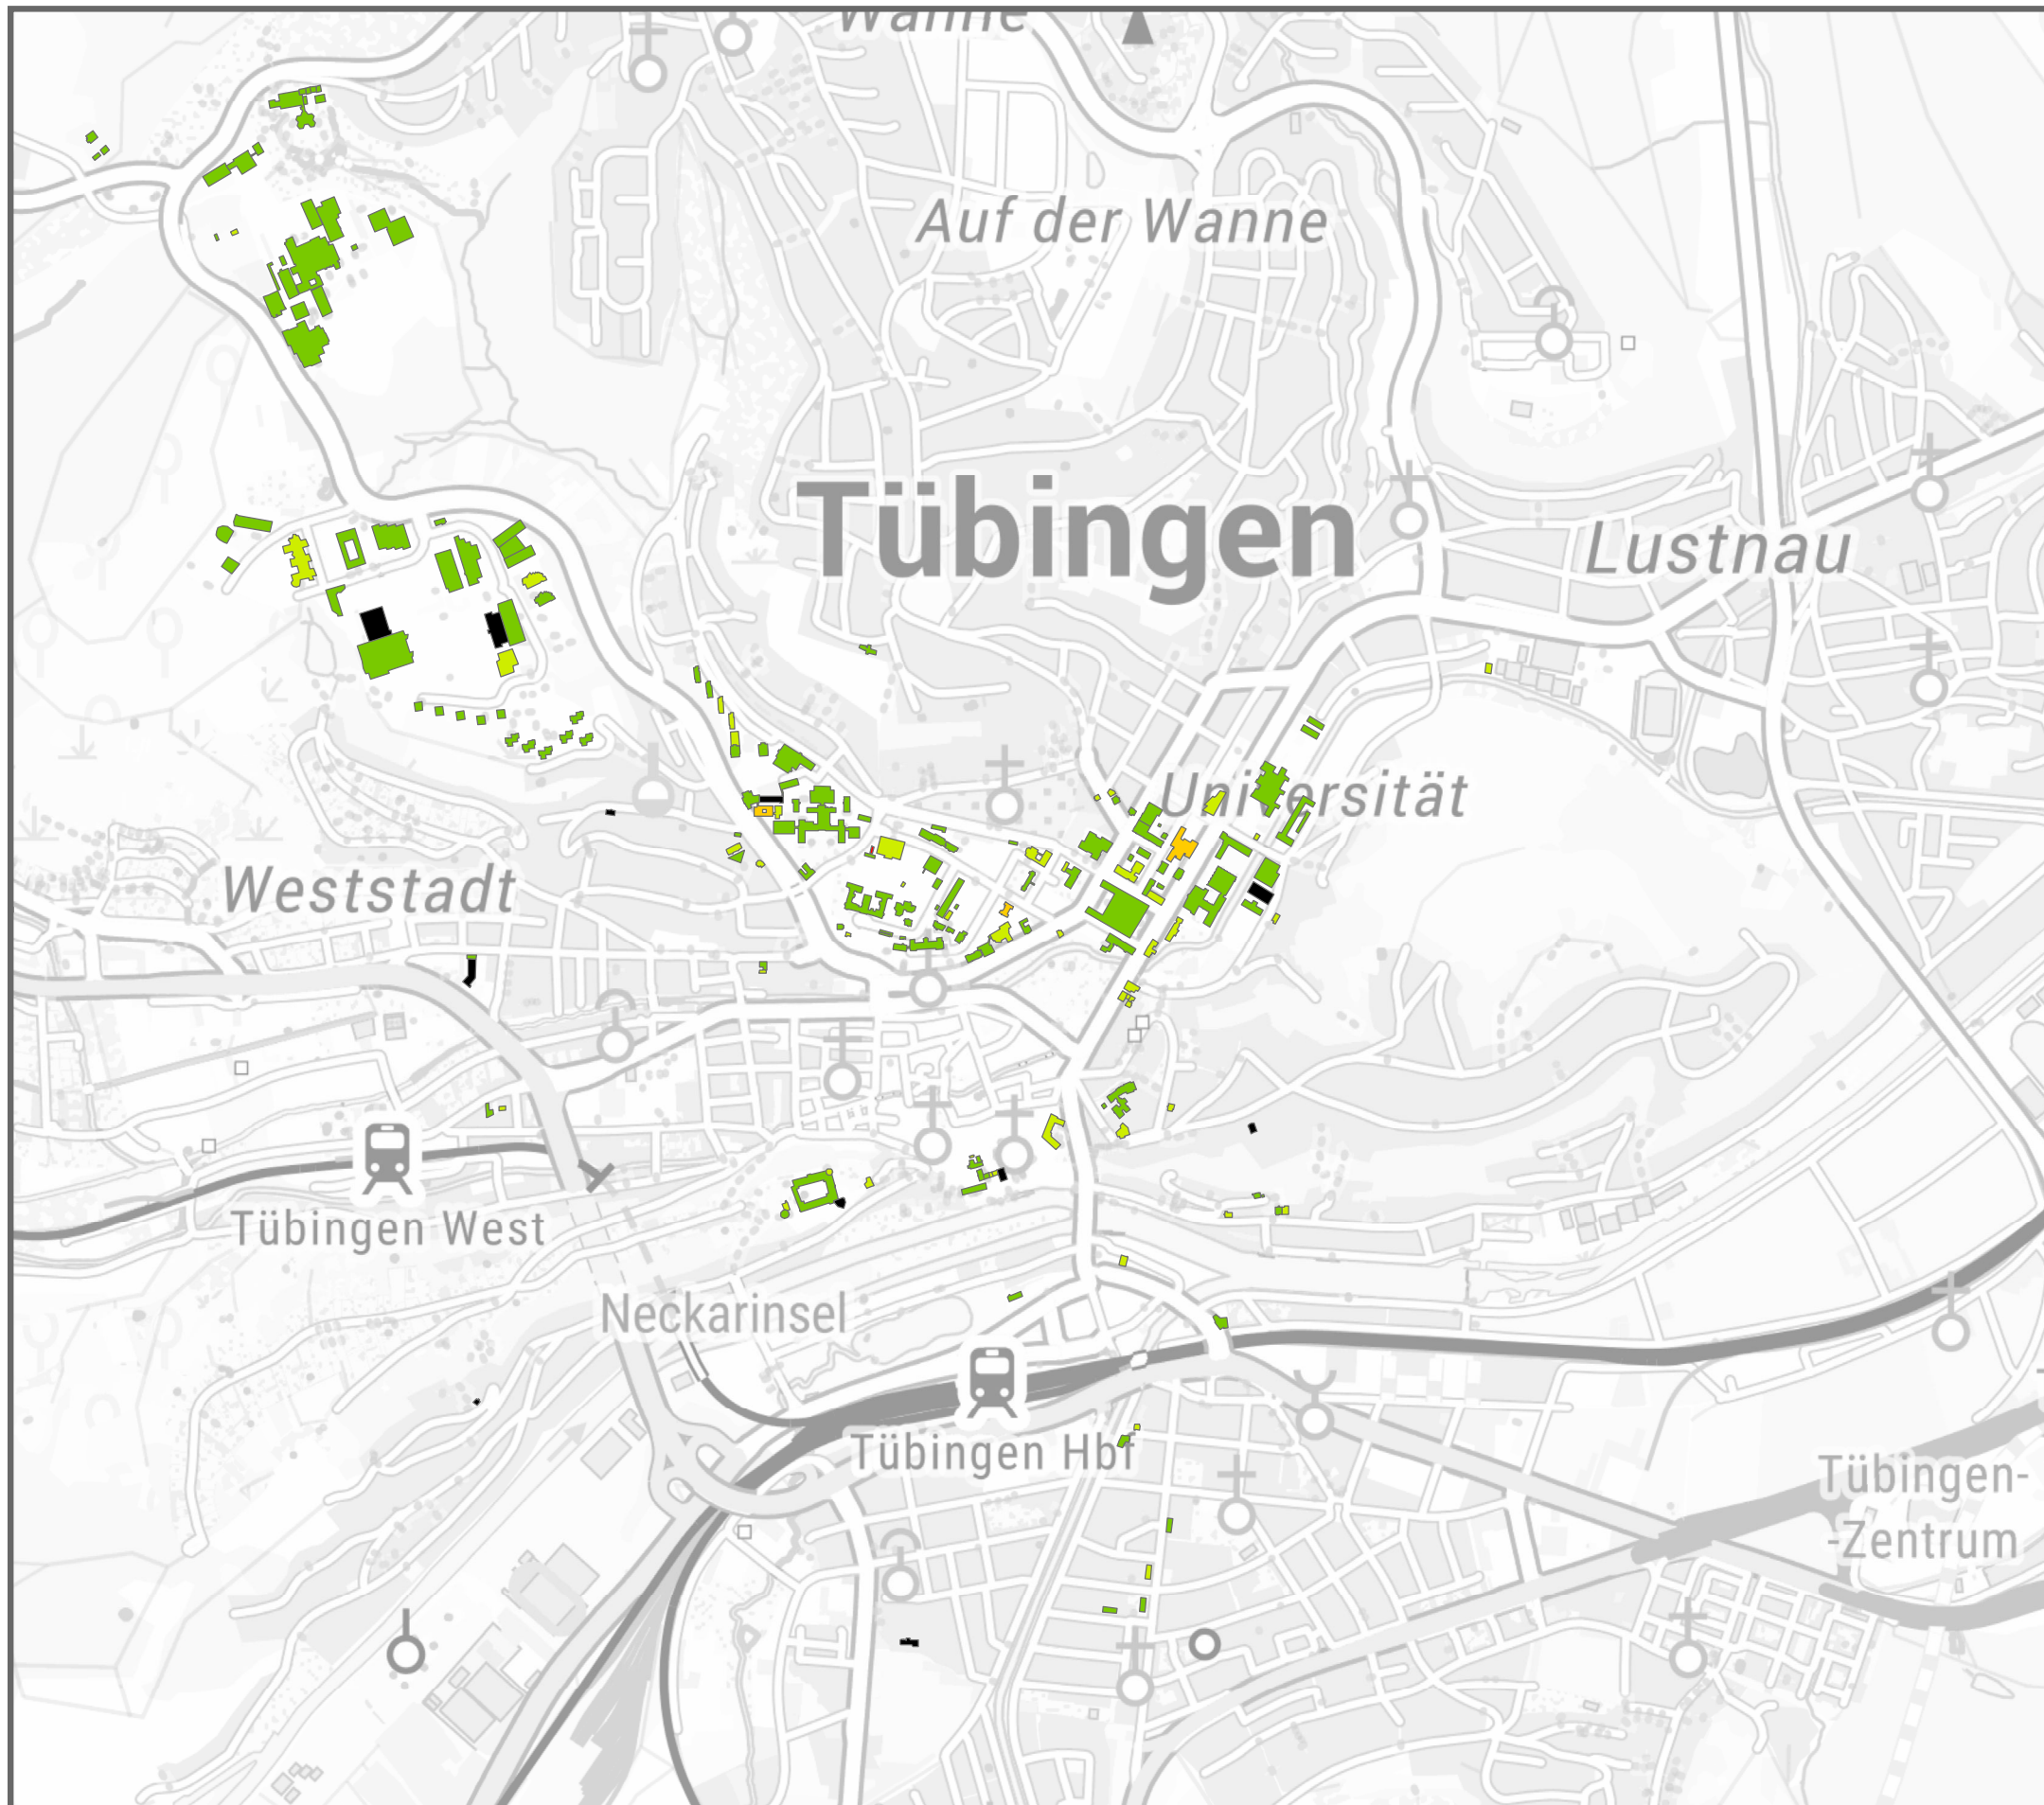 Wanne
Auf der Wanne
Tübingen
Lustnau
Universität
Weststadt
Tübingen West
Neckarinsel
Tübingen Hbf
Tübingen-
-Zentrum